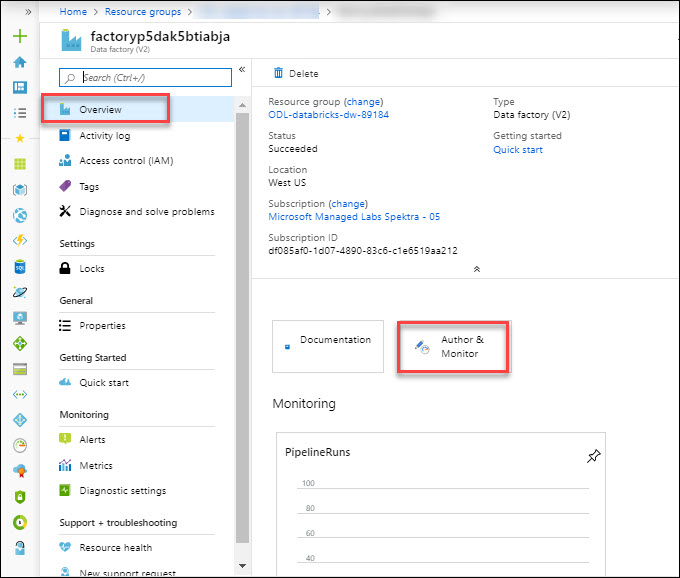 »
Home > Resource groups >
factoryp5dak5btiabja
Data factory (V2)
Search (Ctrl+/)
«
Overview
Activity log
Access control (IAM)
Tags
Diagnose and solve problems
Settings
Locks
General
Properties
Getting Started
Quick start
Monitoring
Alerts
Metrics
Diagnostic settings
Support + troubleshooting
Resource health
New support request
Delete
Resource group (change)
ODL-databricks-dw-89184
Status
Succeeded
Location
West US
Subscription (change)
Microsoft Managed Labs Spektra - 05
Subscription ID
df085af0-1d07-4890-83c6-c1e6519aa212
Type
Data factory (V2)
Getting started
Quick start
Documentation
Author &
Monitor
Monitoring
PipelineRuns
100
80
60
40
SQL